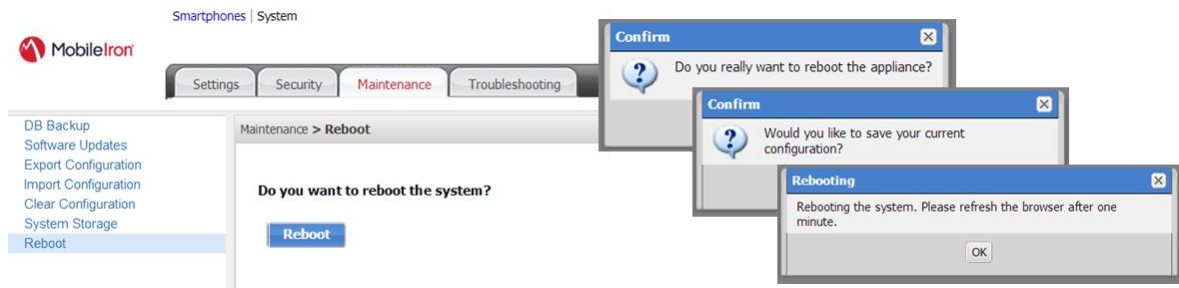 Smartphones | System
MobileIron
Settings Security Maintenance Troubleshooting
DB Backup
Software Updates
Export Configuration
Import Configuration
Clear Configuration
System Storage
Reboot
Maintenance > Reboot
Do you want to reboot the system?
Reboot
Confirm
Do you really want to reboot the appliance?
Confirm
Would you like to save your current
configuration?
Rebooting
Rebooting the system. Please refresh the browser after one
minute.
OK